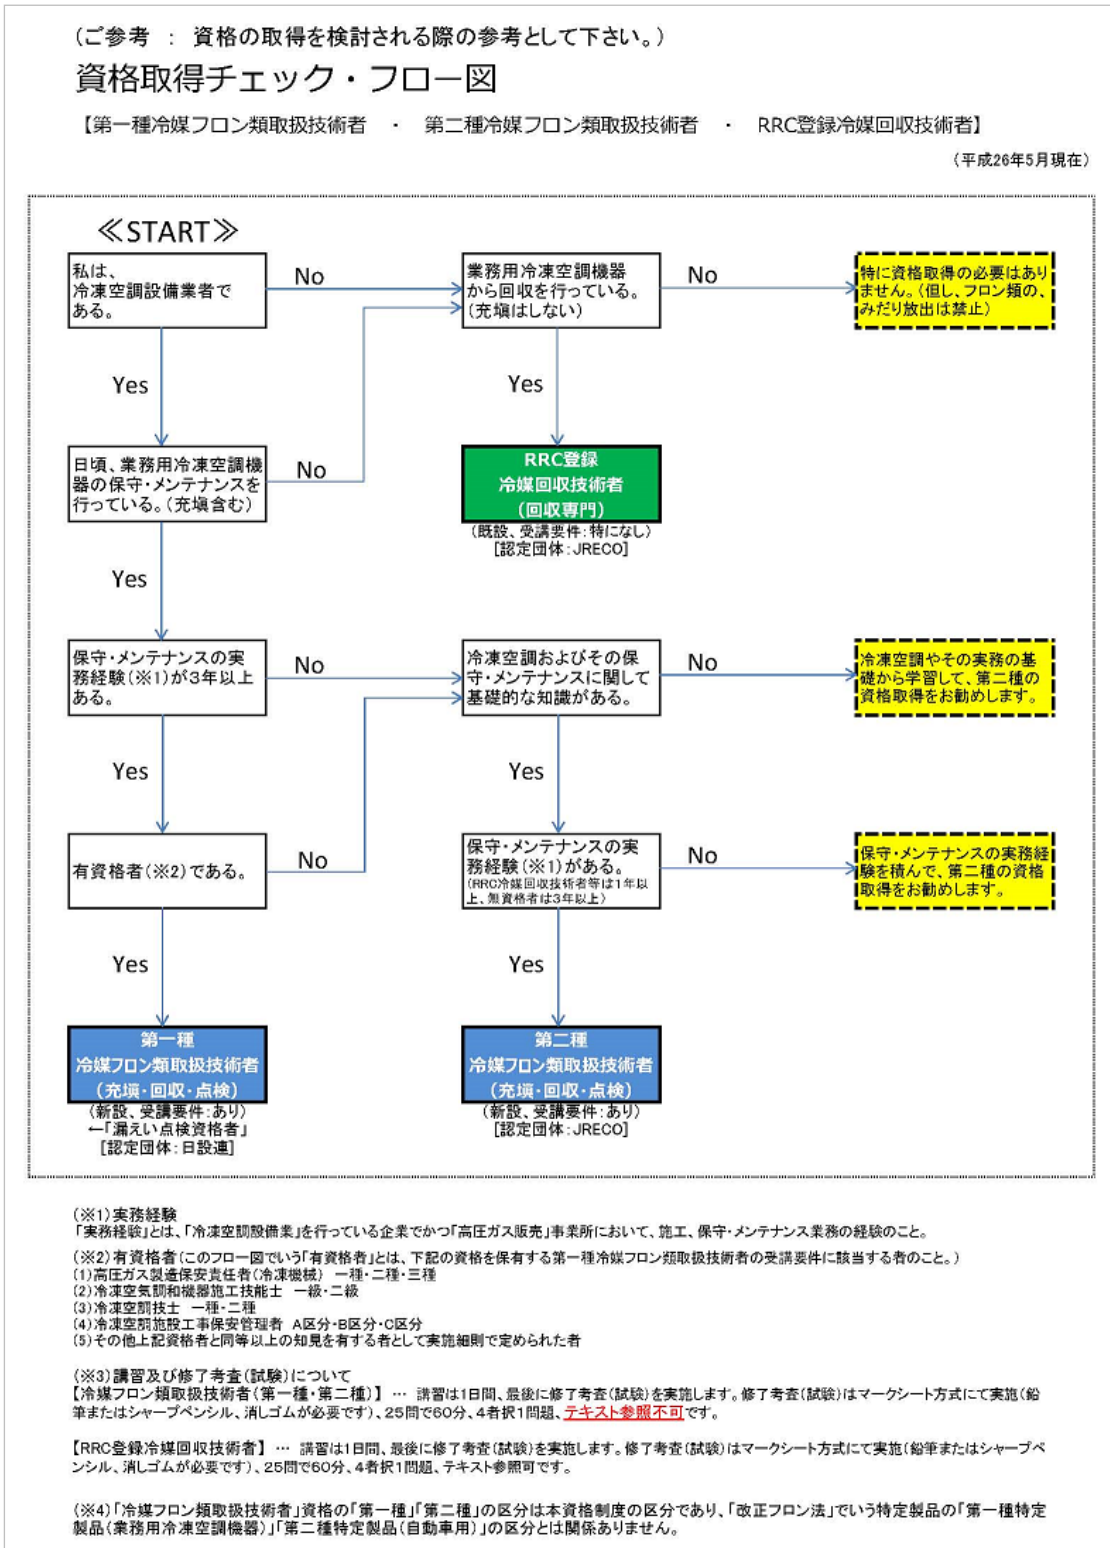 (ご参考 ： 資格の取得を検討される際の参考として下さい。)
資格取得チェック・フロー図
【第一種冷媒フロン類取扱技術者 ・ 第二種冷媒フロン類取扱技術者 ・ RRC登録冷媒回収技術者】
(平成26年5月現在)
≪START≫
私は、
冷凍空調設備業者で
ある。
No
業務用冷凍空調機器
から回収を行っている。
(充塡はしない)
No
特に資格取得の必要はあり
ません。(但し、フロン類の、
みだり放出は禁止)
Yes
Yes
日頃、業務用冷凍空調機
器の保守・メンテナンスを
行っている。(充塡含む)
No
RRC登録
冷媒回収技術者
(回収専門)
(既設、受講要件：特になし)
[認定団体：JRECO]
Yes
保守・メンテナンスの実
務経験(※1)が3年以上
ある。
No
冷凍空調およびその保
守・メンテナンスに関して
基礎的な知識がある。
No
冷凍空調やその実務の基
礎から学習して、第二種の
資格取得をお勧めします。
Yes
Yes
有資格者(※2)である。
No
保守・メンテナンスの実
務経験(※1)がある。
(RRC冷媒回収技術者等は1年以
上、無資格者は3年以上)
No
保守・メンテナンスの実務経
験を積んで、第二種の資格
取得をお勧めします。
Yes
Yes
第一種
冷媒フロン類取扱技術者
(充塡・回収・点検)
(新設、受講要件：あり)
←「漏えい点検資格者」
[認定団体：日設連]
第二種
冷媒フロン類取扱技術者
(充塡・回収・点検)
(新設、受講要件：あり)
[認定団体：JRECO]
(※1)実務経験
「実務経験」とは、「冷凍空調設備業」を行っている企業でかつ「高圧ガス販売」事業所において、施工、保守・メンテナンス業務の経験のこと。
(※2)有資格者(このフロー図でいう「有資格者」とは、下記の資格を保有する第一種冷媒フロン類取扱技術者の受講要件に該当する者のこと。)
(1)高圧ガス製造保安責任者(冷凍機械) 一種・二種・三種
(2)冷凍空気調和機器施工技能士 一級・二級
(3)冷凍空調技士 一種・二種
(4)冷凍空調施設工事保安管理者 A区分・B区分・C区分
(5)その他上記資格者と同等以上の知見を有する者として実施細則で定められた者
(※3)講習及び修了考査(試験)について
【冷媒フロン類取扱技術者(第一種・第二種)】 … 講習は1日間、最後に修了考査(試験)を実施します。修了考査(試験)はマークシート方式にて実施(鉛
筆またはシャープペンシル、消しゴムが必要です)、25問で60分、4者択1問題、テキスト参照不可です。
【RRC登録冷媒回収技術者】 … 講習は1日間、最後に修了考査(試験)を実施します。修了考査(試験)はマークシート方式にて実施(鉛筆またはシャープペ
ンシル、消しゴムが必要です)、25問で60分、4者択1問題、テキスト参照可です。
(※4)「冷媒フロン類取扱技術者」資格の「第一種」「第二種」の区分は本資格制度の区分であり、「改正フロン法」でいう特定製品の「第一種特定
製品(業務用冷凍空調機器)」「第二種特定製品(自動車用)」の区分とは関係ありません。